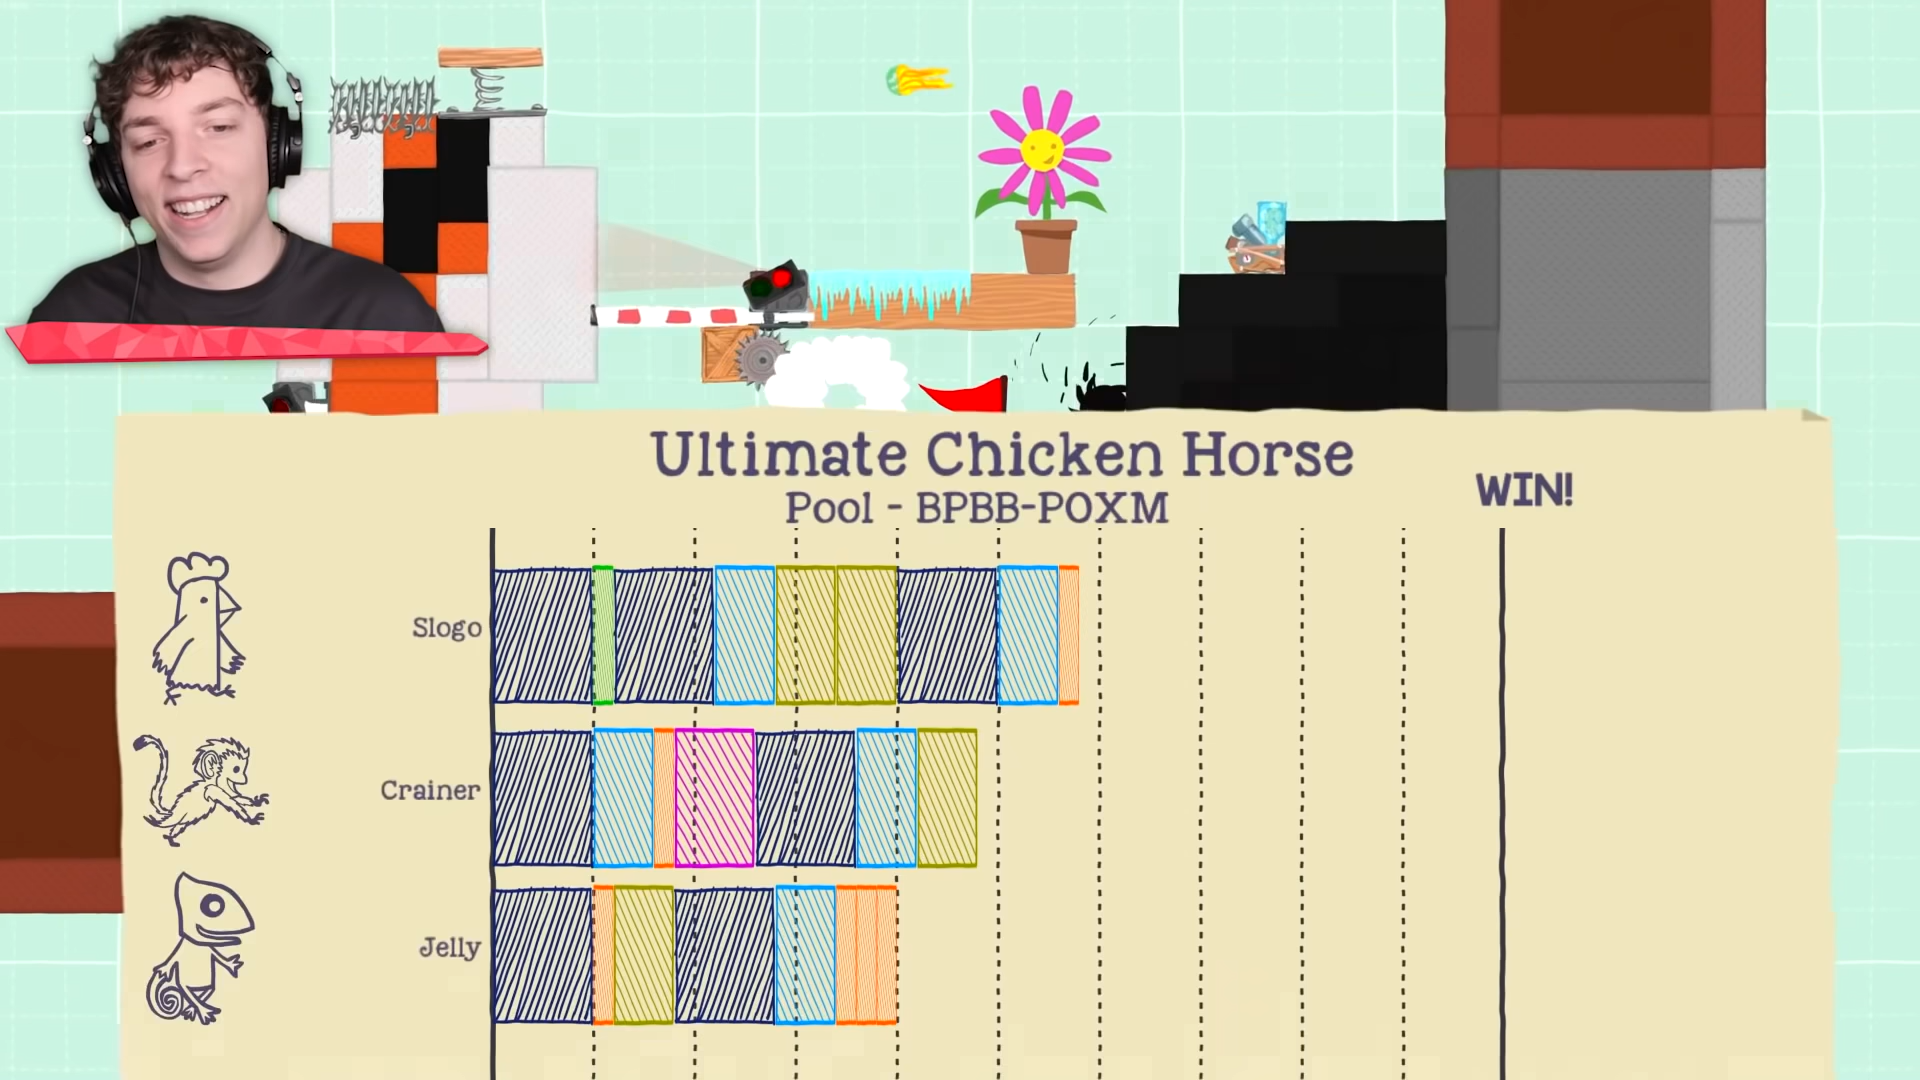 Ultimate Chicken Horse
Pool - BPBB-POXM
WIN!
Slogo
Crainer
Jelly